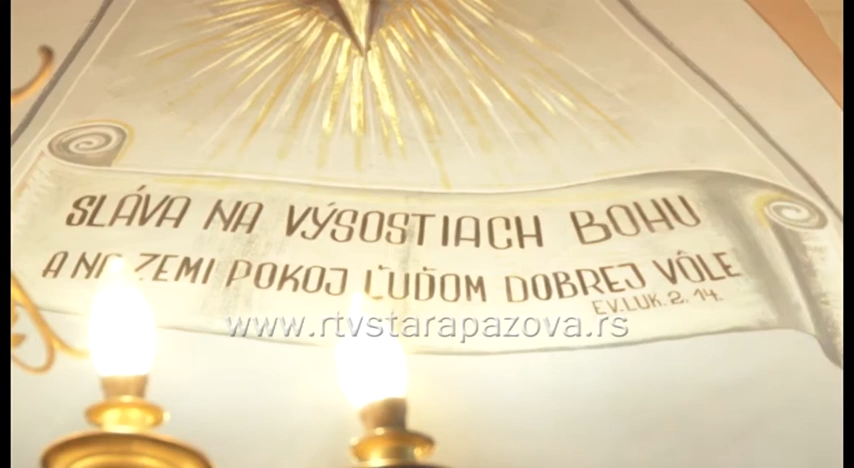 SLÁVA NA VÝSOSTIACH BOHU
A NA ZEMI POKOJ ĽUĎOM DOBREJ VÔLE
EV.LUK. 2. 14.
www.rtvstarapazova.rs